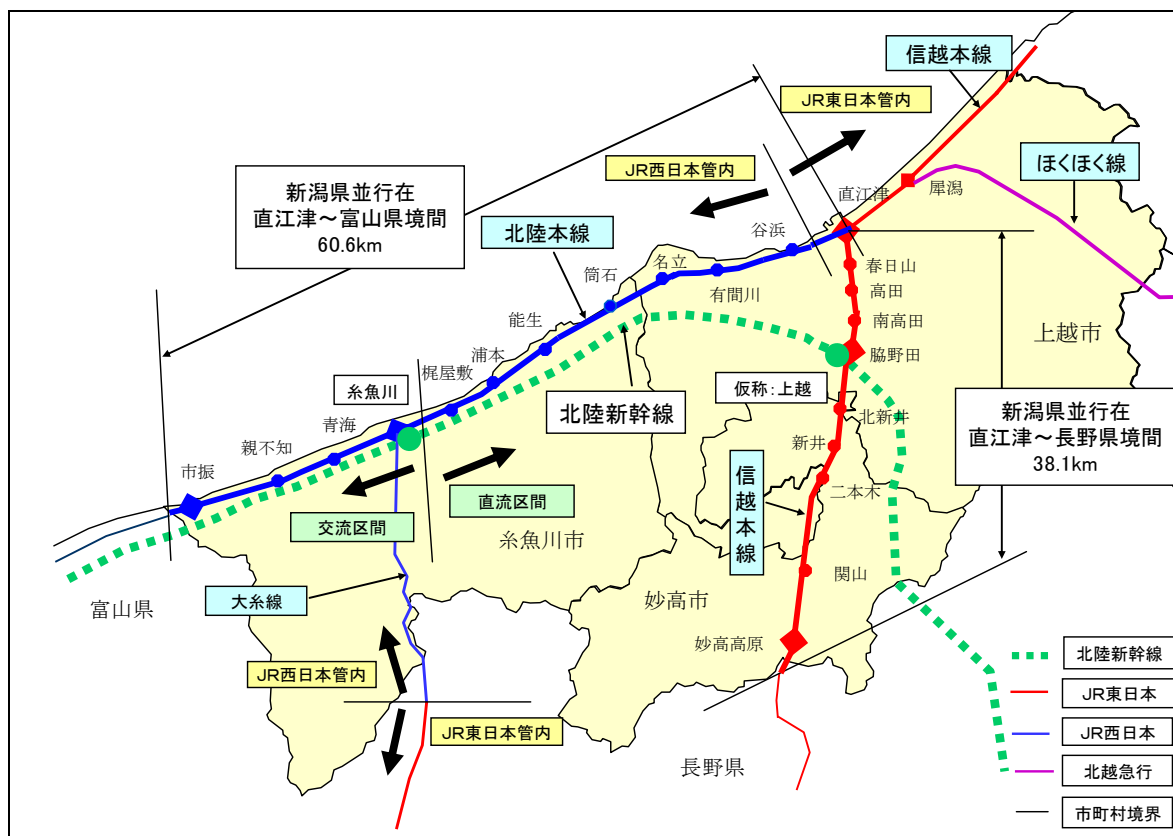 信越本線
JR東日本管内
ほくほく線
JR西日本管内
新潟県並行在
直江津～富山県境間
60.6km
北陸本線
直江津
犀潟
谷浜
名立
筒石
有間川
春日山
高田
南高田
脇野田
上越市
能生
浦本
梶屋敷
糸魚川
青海
親不知
市振
北陸新幹線
仮称：上越
北新井
新井
二本木
新潟県並行在
直江津～長野県境間
38.1km
信越本線
直流区間
交流区間
糸魚川市
大糸線
富山県
関山
妙高市
妙高高原
JR西日本管内
JR東日本管内
長野県
北陸新幹線
JR東日本
JR西日本
北越急行
市町村境界